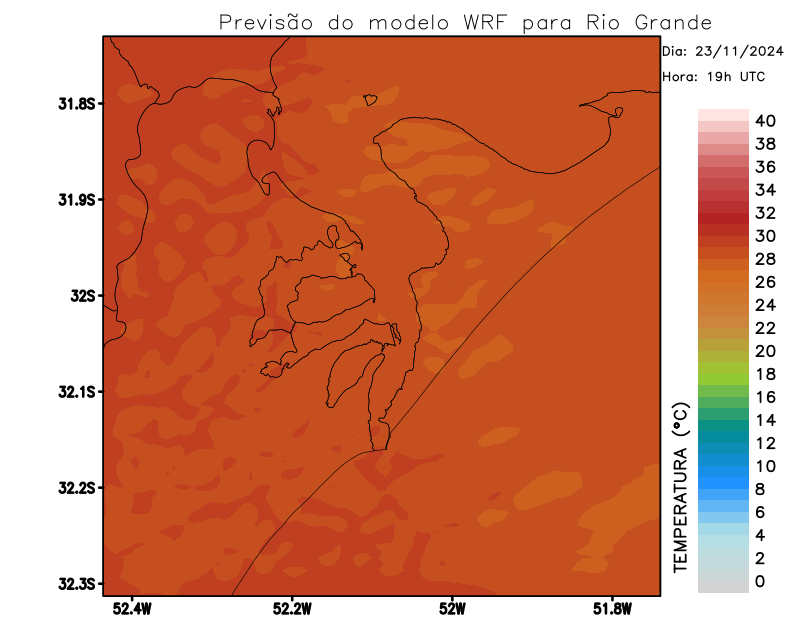 Previsão do modelo WRF para Rio Grande
Dia: 23/11/2024
Hora: 19h UTC
31.8S
31.9S
32S
32.1S
32.2S
32.3S
52.4W
52.2W
52W
51.8W
TEMPERATURA (°C)
40
38
36
34
32
30
28
26
24
22
20
18
16
14
12
10
8
6
4
2
0